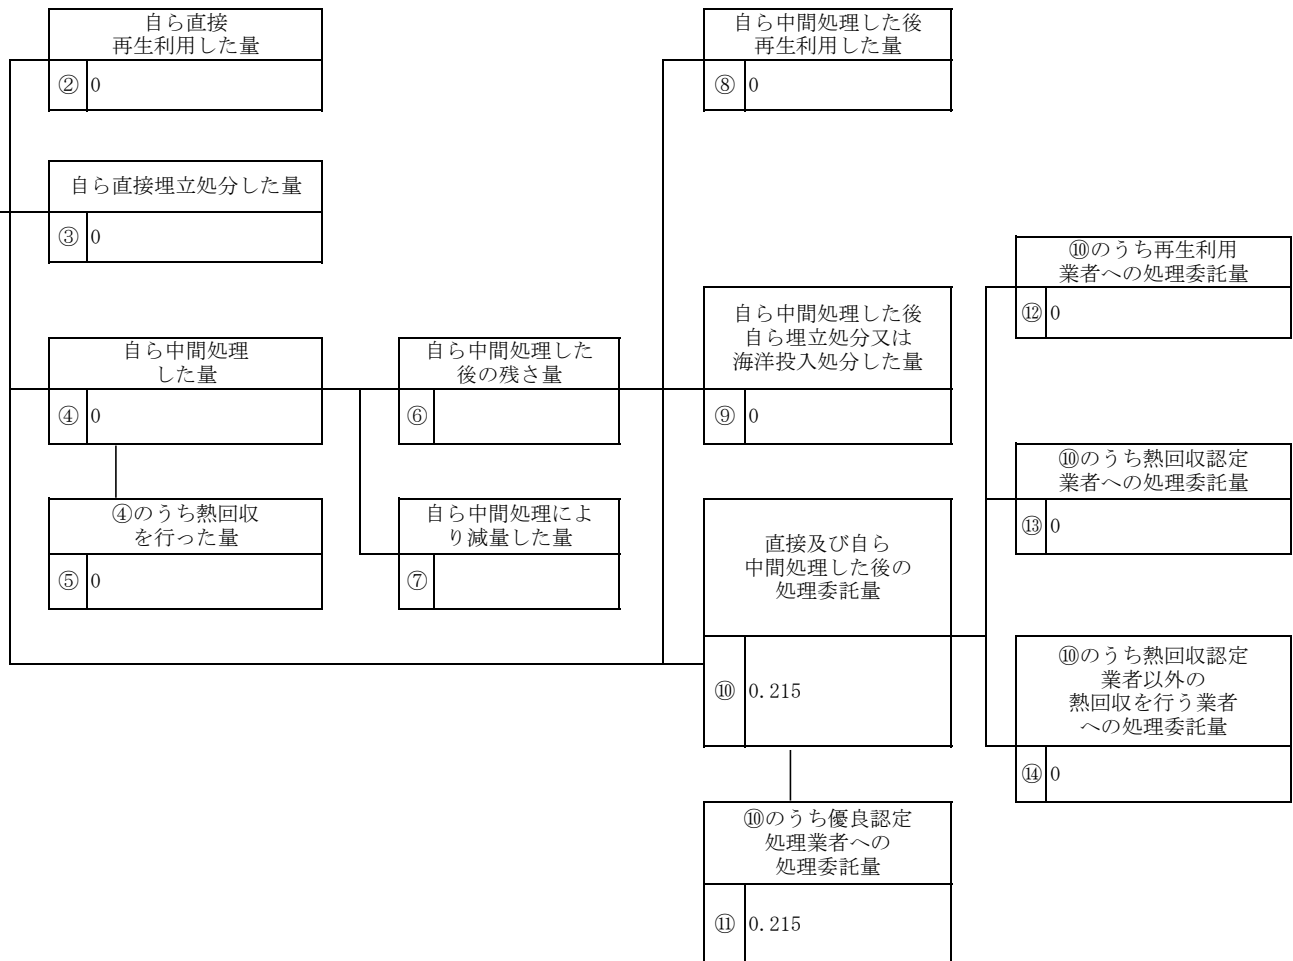 自ら直接
再生利用した量
② 0
自ら直接埋立処分した量
③ 0
自ら中間処理
した量
④ 0
④のうち熱回収
を行った量
⑤ 0
自ら中間処理した
後の残さ量
⑥
自ら中間処理によ
り減量した量
⑦
自ら中間処理した後
再生利用した量
⑧ 0
自ら中間処理した後
自ら埋立処分又は
海洋投入処分した量
⑨ 0
直接及び自ら
中間処理した後の
処理委託量
⑩ 0.215
⑩のうち優良認定
処理業者への
処理委託量
⑪ 0.215
⑩のうち再生利用
業者への処理委託量
⑫ 0
⑩のうち熱回収認定
業者への処理委託量
⑬ 0
⑩のうち熱回収認定
業者以外の
熱回収を行う業者
への処理委託量
⑭ 0